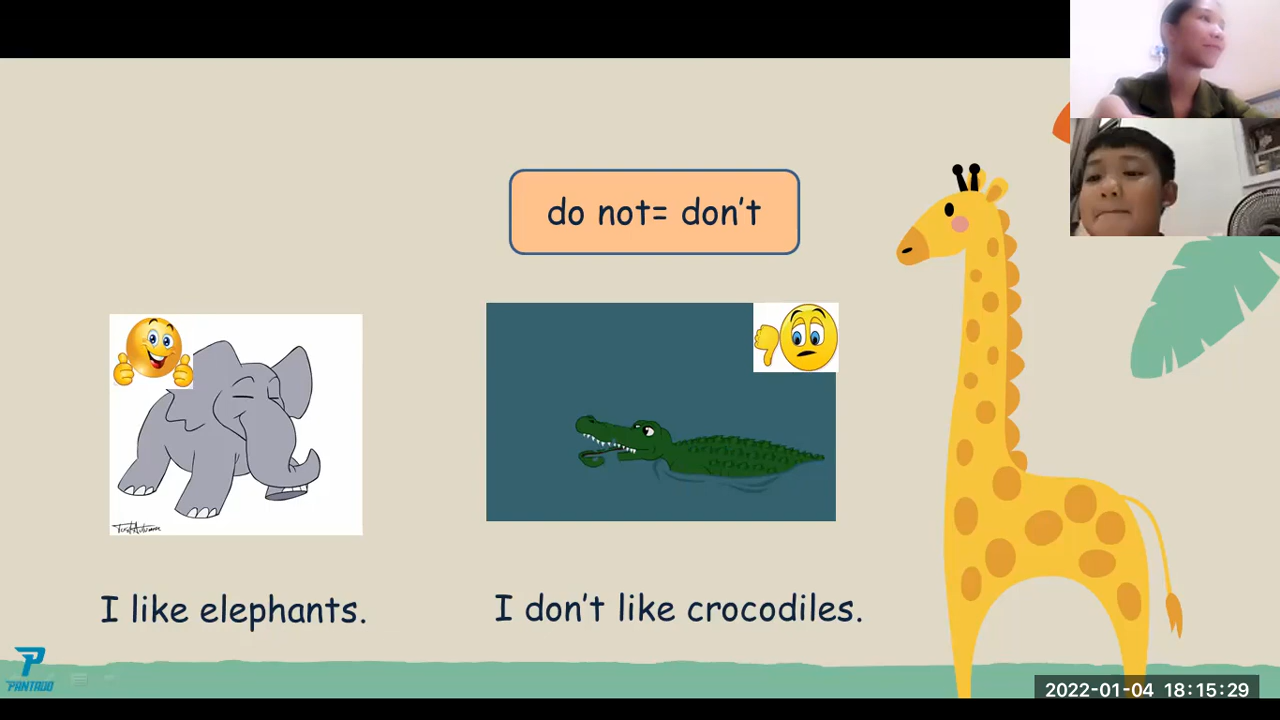 do not= don't
I like elephants.
I don't like crocodiles.
PANTADO
2022-01-04 18:15:29